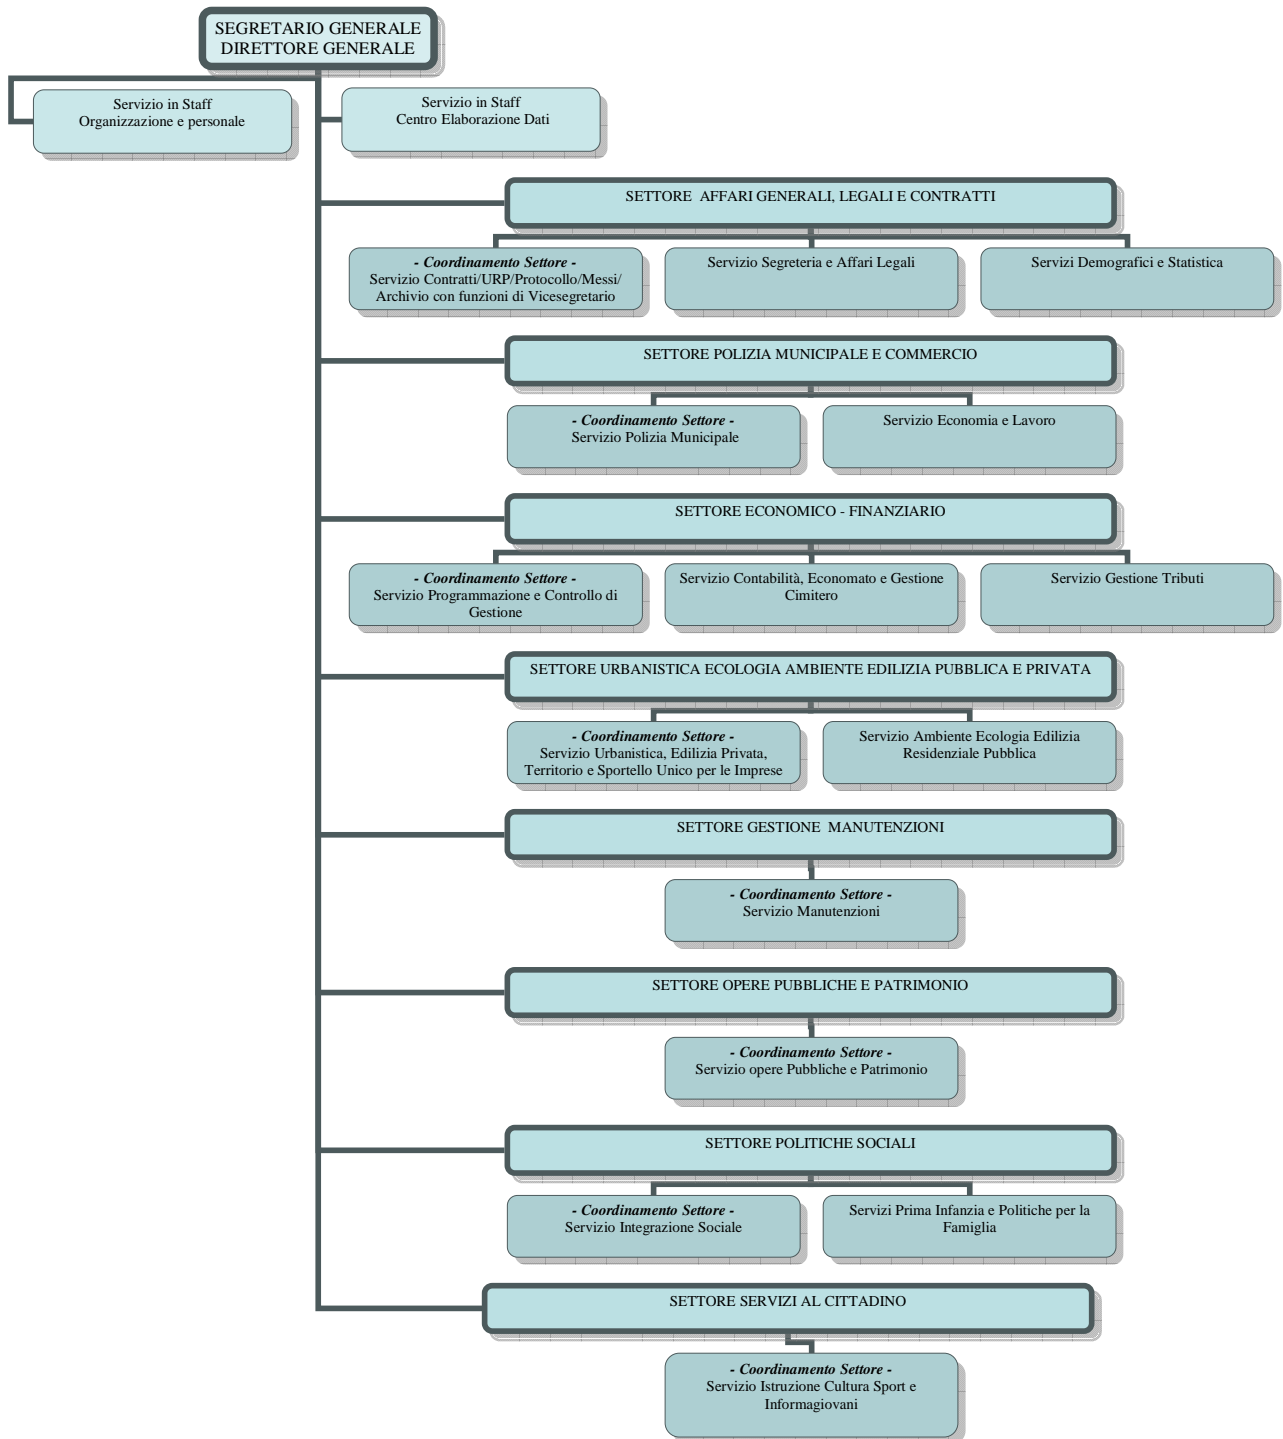 SEGRETARIO GENERALE
DIRETTORE GENERALE
Servizio in Staff
Organizzazione e personale
Servizio in Staff
Centro Elaborazione Dati
SETTORE AFFARI GENERALI, LEGALI E CONTRATTI
- Coordinamento Settore -
Servizio Contratti/URP/Protocollo/Messi/
Archivio con funzioni di Vicesegretario
Servizio Segreteria e Affari Legali
Servizi Demografici e Statistica
SETTORE POLIZIA MUNICIPALE E COMMERCIO
- Coordinamento Settore -
Servizio Polizia Municipale
Servizio Economia e Lavoro
SETTORE ECONOMICO - FINANZIARIO
- Coordinamento Settore -
Servizio Programmazione e Controllo di
Gestione
Servizio Contabilità, Economato e Gestione
Cimitero
Servizio Gestione Tributi
SETTORE URBANISTICA ECOLOGIA AMBIENTE EDILIZIA PUBBLICA E PRIVATA
- Coordinamento Settore -
Servizio Urbanistica, Edilizia Privata,
Territorio e Sportello Unico per le Imprese
Servizio Ambiente Ecologia Edilizia
Residenziale Pubblica
SETTORE GESTIONE MANUTENZIONI
- Coordinamento Settore -
Servizio Manutenzioni
SETTORE OPERE PUBBLICHE E PATRIMONIO
- Coordinamento Settore -
Servizio opere Pubbliche e Patrimonio
SETTORE POLITICHE SOCIALI
- Coordinamento Settore -
Servizio Integrazione Sociale
Servizi Prima Infanzia e Politiche per la
Famiglia
SETTORE SERVIZI AL CITTADINO
- Coordinamento Settore -
Servizio Istruzione Cultura Sport e
Informagiovani